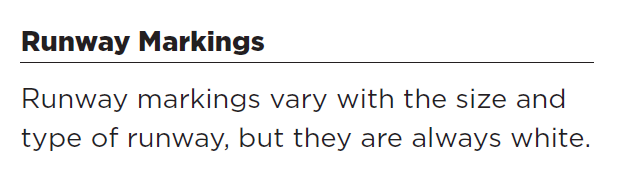 Runway Markings
Runway markings vary with the size and
type of runway, but they are always white.